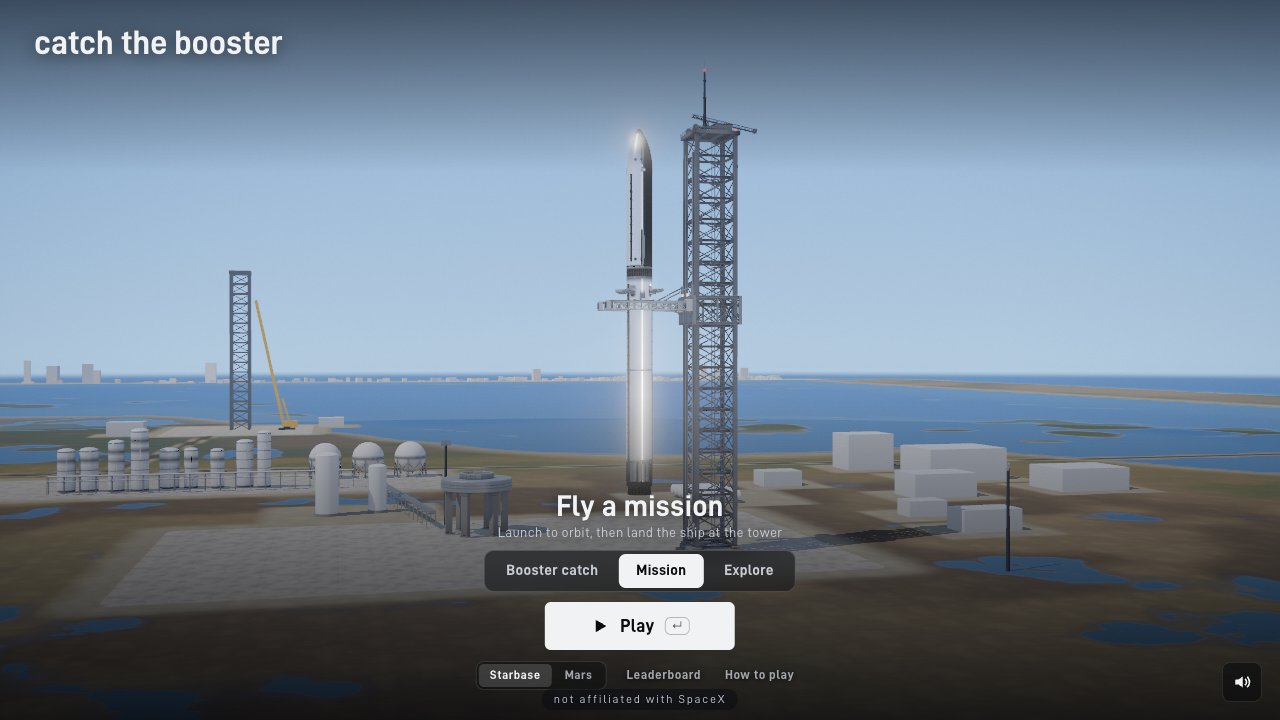 catch the booster
Fly a mission
Launch to orbit, then land the ship at the tower
Booster catch
Mission
Explore
Play
Starbase
Mars
Leaderboard
How to play
not affiliated with SpaceX